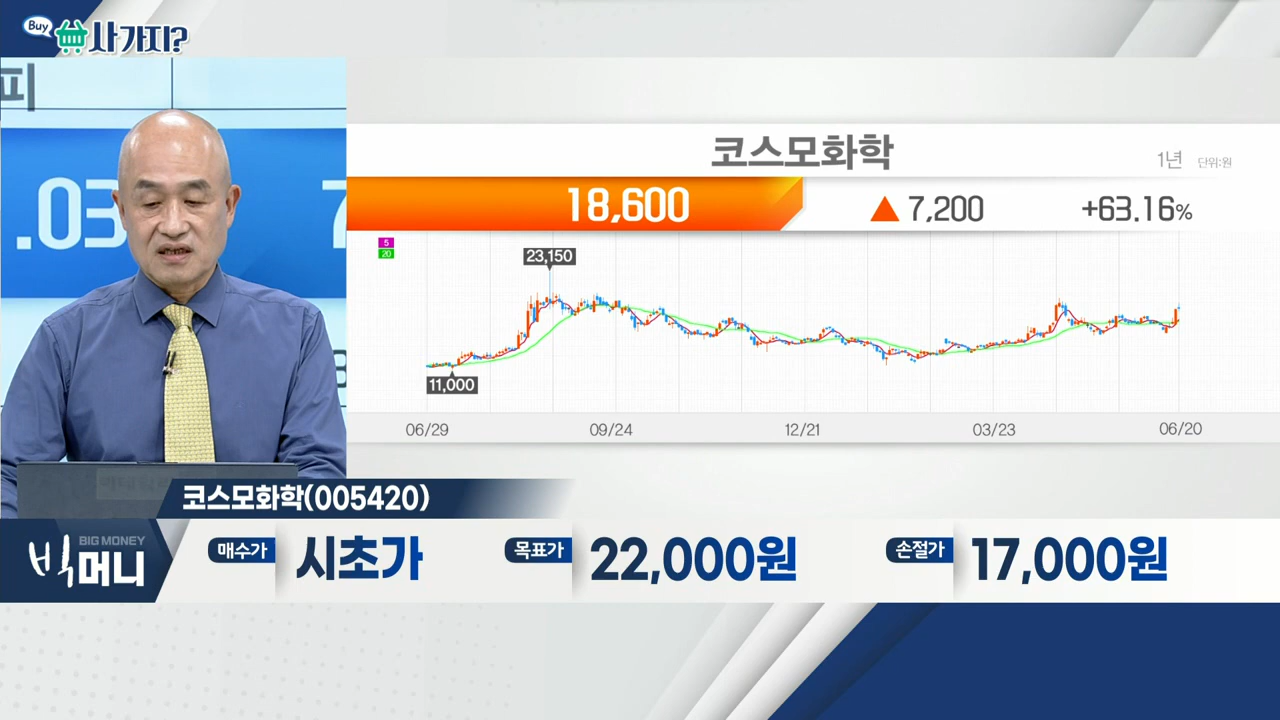 Buy
사가지?
피
.03
7
코스모화학
1년 단위:원
18,600
▲ 7,200
+63.16%
5
20
23,150
11,000
06/29
09/24
12/21
03/23
06/20
코스모화학(005420)
BIG MONEY
빅머니
매수가
시초가
목표가
22,000원
손절가
17,000원